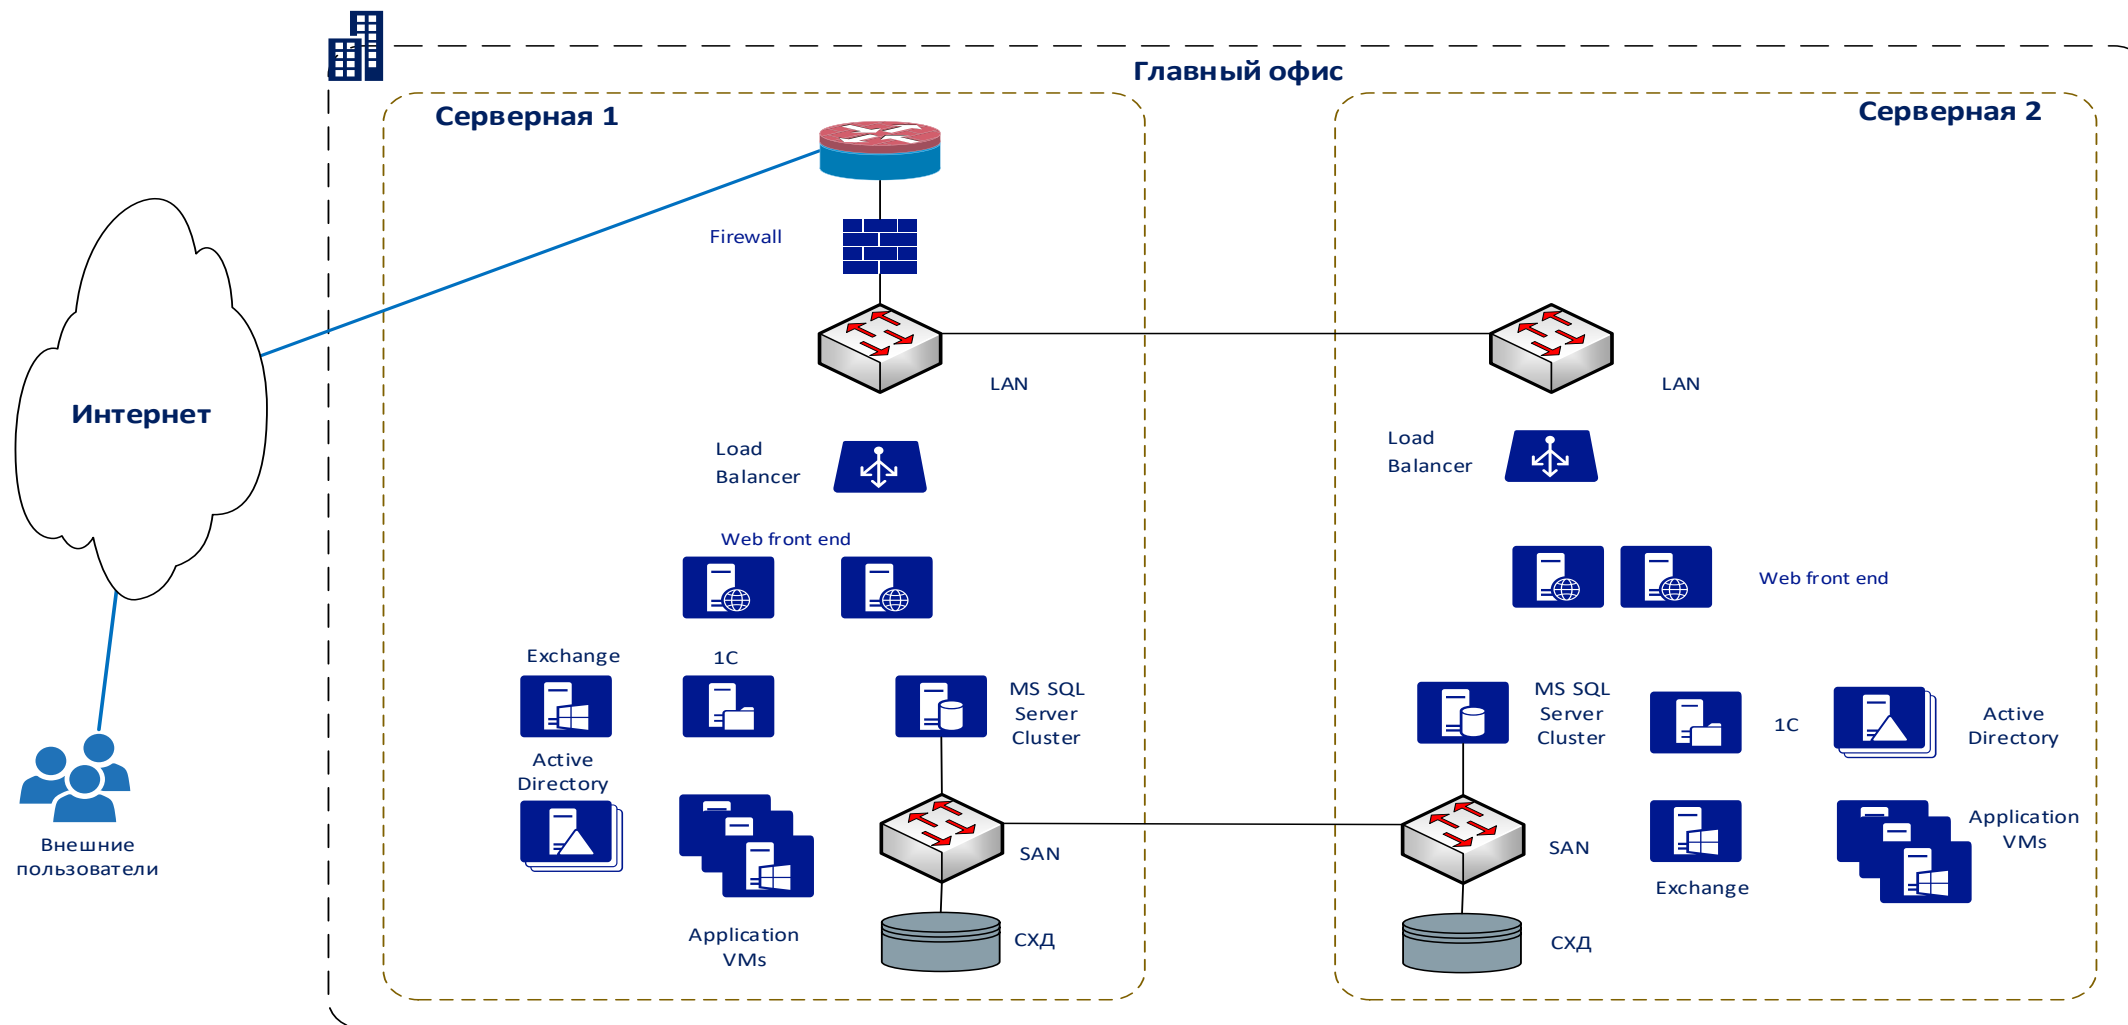 Главный офис
Серверная 1
Серверная 2
Firewall
LAN
LAN
Интернет
Load
Balancer
Load
Balancer
Web front end
Web front end
Exchange
1С
MS SQL
Server
Cluster
MS SQL
Server
Cluster
1С
Active
Directory
Active
Directory
Application
VMs
SAN
SAN
Exchange
Внешние
пользователи
Application
VMs
СХД
СХД